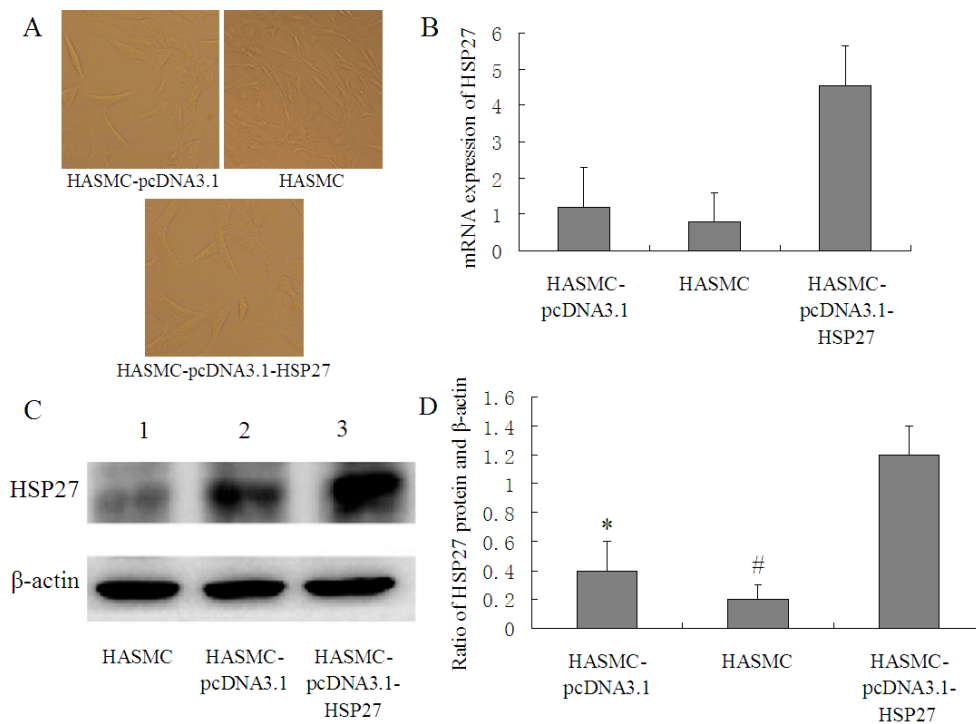 A
HASMC-pcDNA3.1
HASMC
HASMC-pcDNA3.1-HSP27
B
mRNA expression of HSP27
6
5
4
3
2
1
0
HASMC-
pcDNA3.1
HASMC
HASMC-
pcDNA3.1-
HSP27
C
1 2 3
HSP27
β-actin
HASMC
HASMC-
pcDNA3.1
HASMC-
pcDNA3.1-
HSP27
D
Ratio of HSP27 protein and β-actin
1.6
1.4
1.2
1
0.8
0.6
0.4
0.2
0
*
#
HASMC-
pcDNA3.1
HASMC
HASMC-
pcDNA3.1-
HSP27